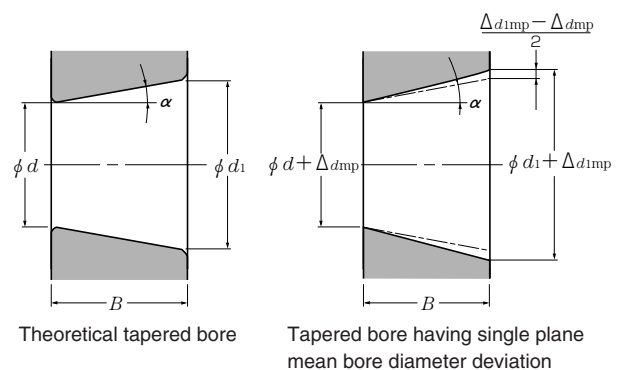 Δd1mp − Δdmp
2
α
α
ϕ d
ϕ d1
ϕ d + Δdmp
ϕ d1 + Δd1mp
B
B
Theoretical tapered bore
Tapered bore having single plane
mean bore diameter deviation